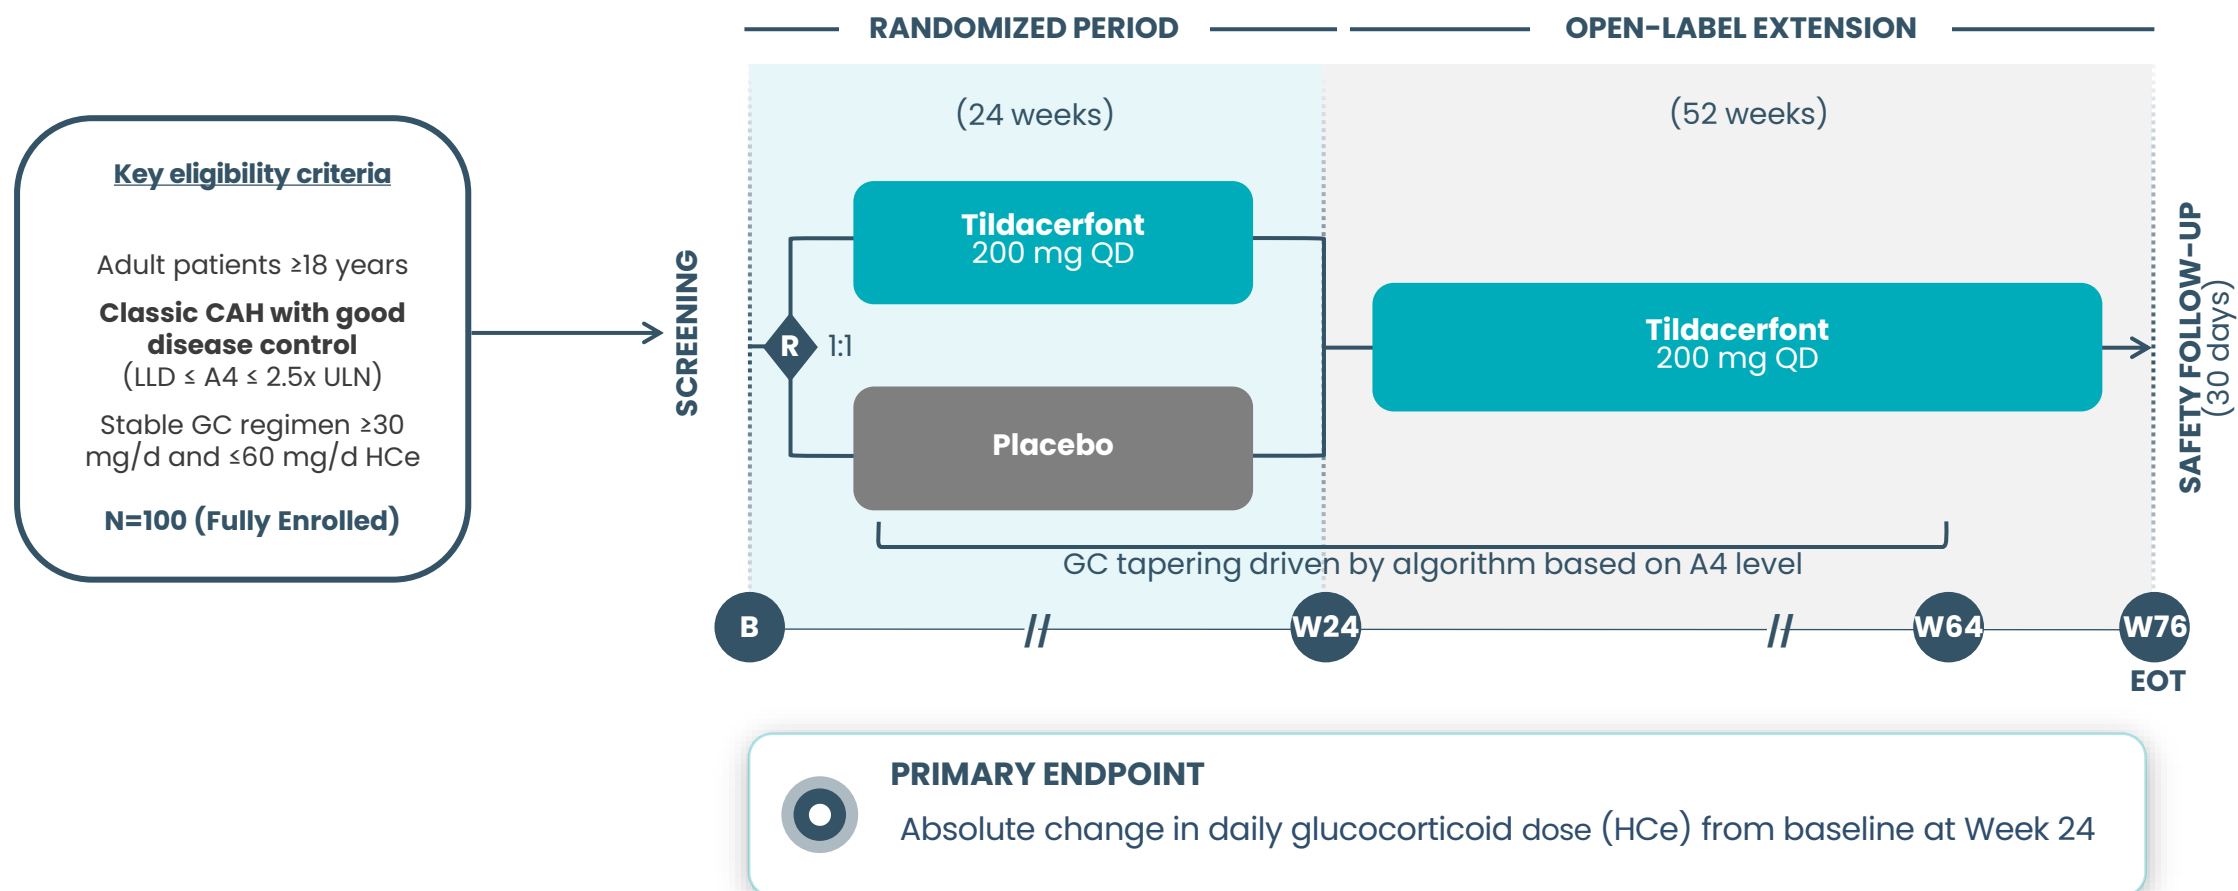 RANDOMIZED PERIOD
OPEN-LABEL EXTENSION
(24 weeks)
(52 weeks)
Key eligibility criteria
Adult patients ≥18 years
Classic CAH with good
disease control
(LLD ≤ A4 ≤ 2.5x ULN)
Stable GC regimen ≥30
mg/d and ≤60 mg/d HCe
N=100 (Fully Enrolled)
SCREENING
R
1:1
Tildacerfont
200 mg QD
Placebo
Tildacerfont
200 mg QD
SAFETY FOLLOW-UP
(30 days)
GC tapering driven by algorithm based on A4 level
B
//
W24
//
W64
W76
EOT
PRIMARY ENDPOINT
Absolute change in daily glucocorticoid dose (HCe) from baseline at Week 24